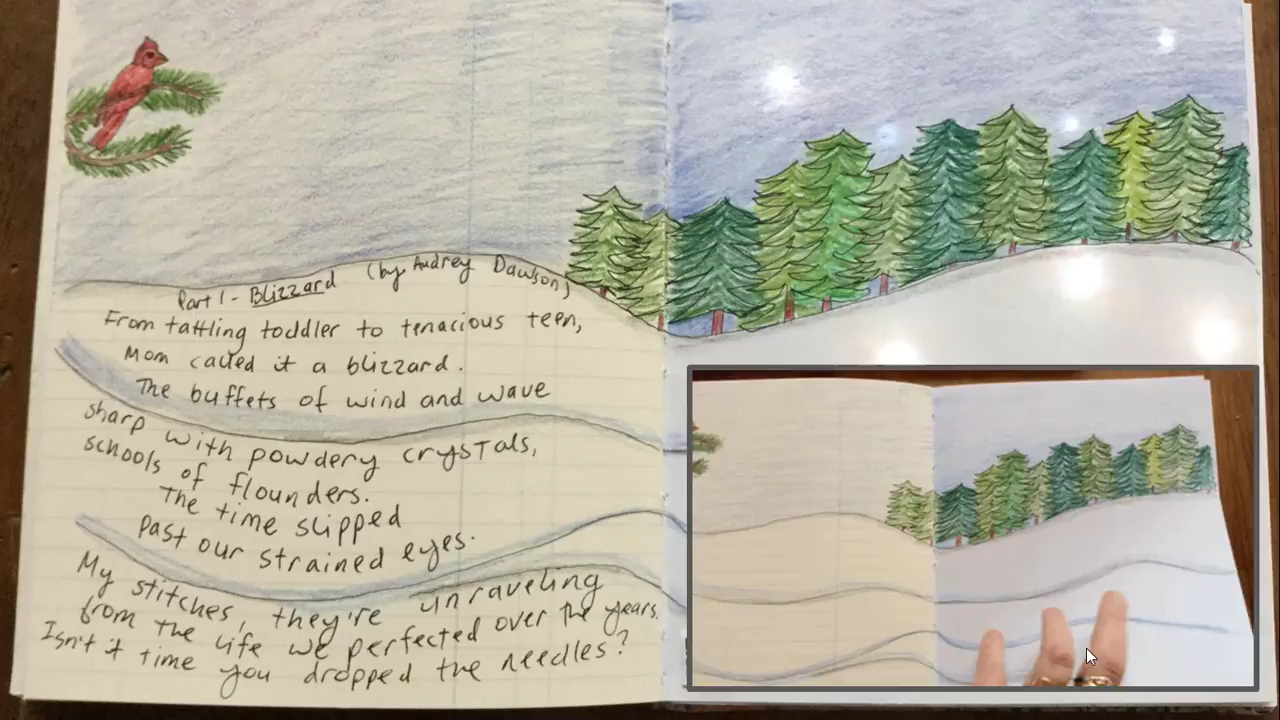 Part 1 - Blizzard (by Audrey Dawson)
From tattling toddler to tenacious teen,
Mom called it a blizzard.
The buffets of wind and wave
sharp with powdery crystals,
schools of flounders.
The time slipped
past our strained eyes.
My stitches, they're unraveling
from the life we perfected over the years.
Isn't it time you dropped the needles?